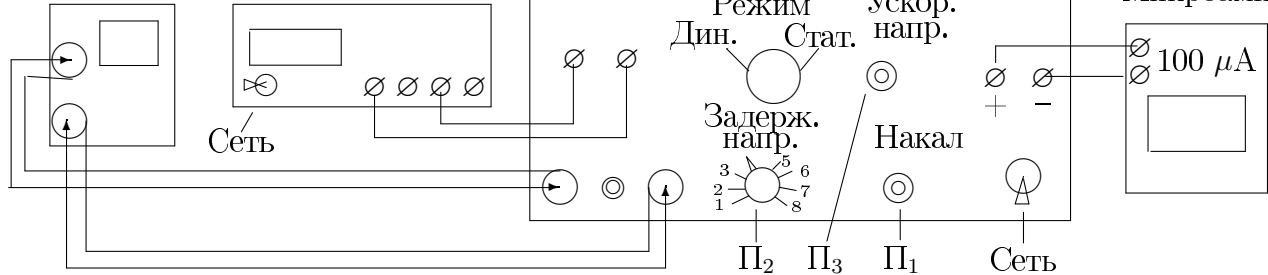 Режим
Ускор.
напр.
Дин.
Стат.
100 μA
+
−
Сеть
Задерж.
напр.
Накал
1
2
3
5
6
7
8
П2
П3
П1
Сеть